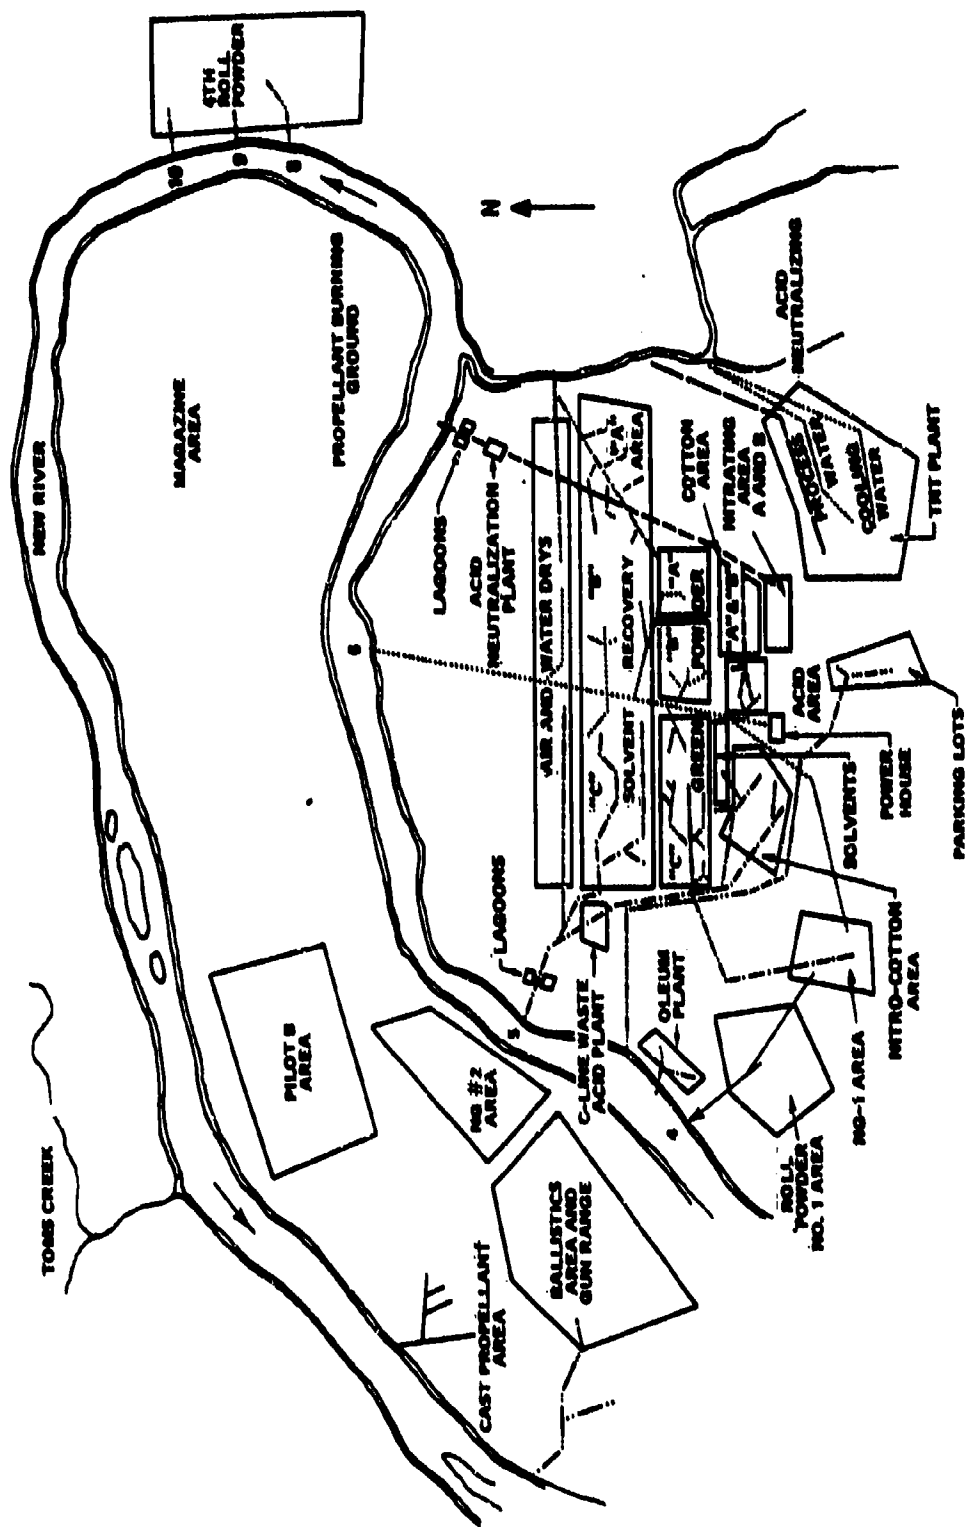 4TH
ROLL
POWDER
10
9
8
NEW RIVER
MAGAZINE
AREA
PROPELLANT BURNING
GROUND
N
ACID
NEUTRALIZING
LAGOONS
ACID
NEUTRALIZATION
PLANT
"A"
AREA
COTTON
AREA
NITRATING
AREA
A AND B
PROCESS
WATER
COOLING
WATER
TNT PLANT
6
AIR AND WATER DRYS
"B"
RECOVERY
"A"
"B"
POWDER
"A" & "B"
"C"
SOLVENT
GREEN
"C"
ACID
AREA
SOLVENTS
POWER
HOUSE
PARKING LOTS
LAGOONS
5
C-LINE WASTE
ACID PLANT
OLEUM
PLANT
NITRO-COTTON
AREA
NG-1 AREA
4
ROLL
POWDER
NO. 1 AREA
PILOT B
AREA
NG #2
AREA
TOMS CREEK
BALLISTICS
AREA AND
GUN RANGE
CAST PROPELLANT
AREA